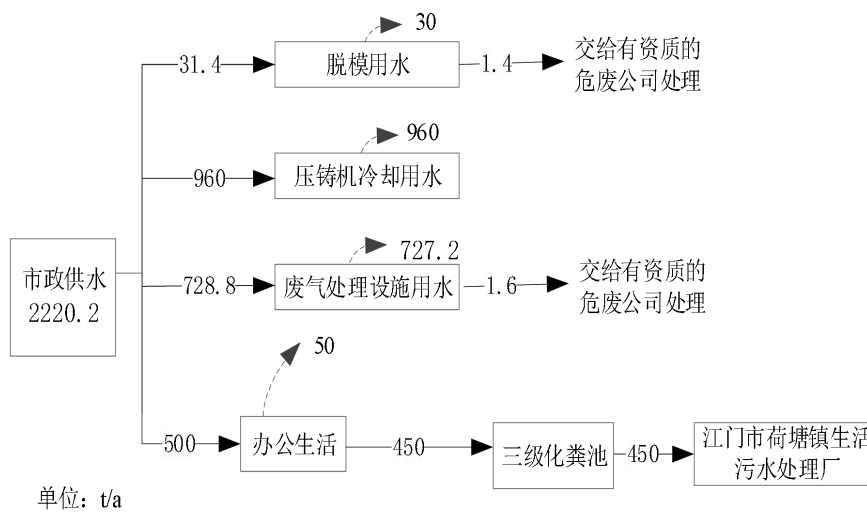 30
31.4
脱模用水
1.4
交给有资质的
危废公司处理
960
960
压铸机冷却用水
市政供水
2220.2
727.2
728.8
废气处理设施用水
1.6
交给有资质的
危废公司处理
50
500
办公生活
450
三级化粪池
450
江门市荷塘镇生活
污水处理厂
单位：t/a